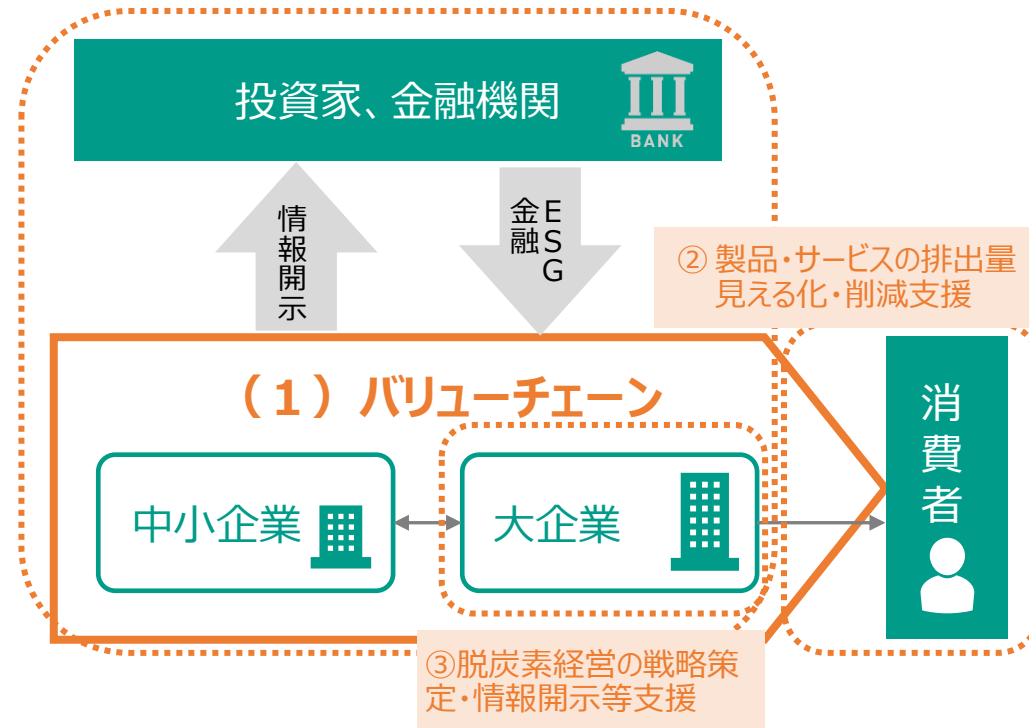 投資家、金融機関
BANK
情報開示
ESG
金融
② 製品・サービスの排出量
見える化・削減支援
（１）バリューチェーン
中小企業
大企業
消費者
③脱炭素経営の戦略策
定・情報開示等支援